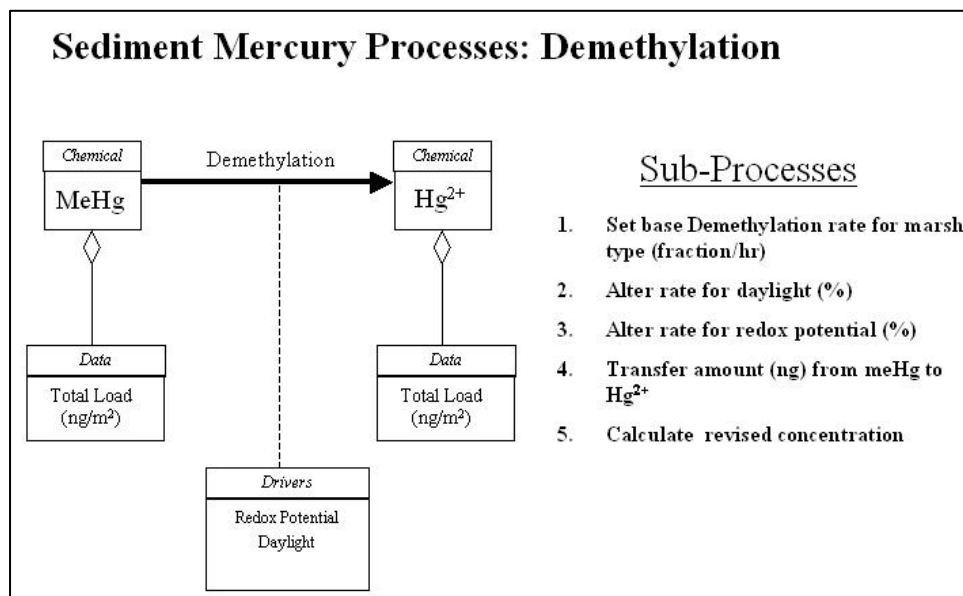 Sediment Mercury Processes: Demethylation
Chemical
MeHg
Demethylation
Chemical
Hg²⁺
Data
Total Load
(ng/m²)
Data
Total Load
(ng/m²)
Drivers
Redox Potential
Daylight
Sub-Processes
1. Set base Demethylation rate for marsh
type (fraction/hr)
2. Alter rate for daylight (%)
3. Alter rate for redox potential (%)
4. Transfer amount (ng) from meHg to
Hg²⁺
5. Calculate revised concentration